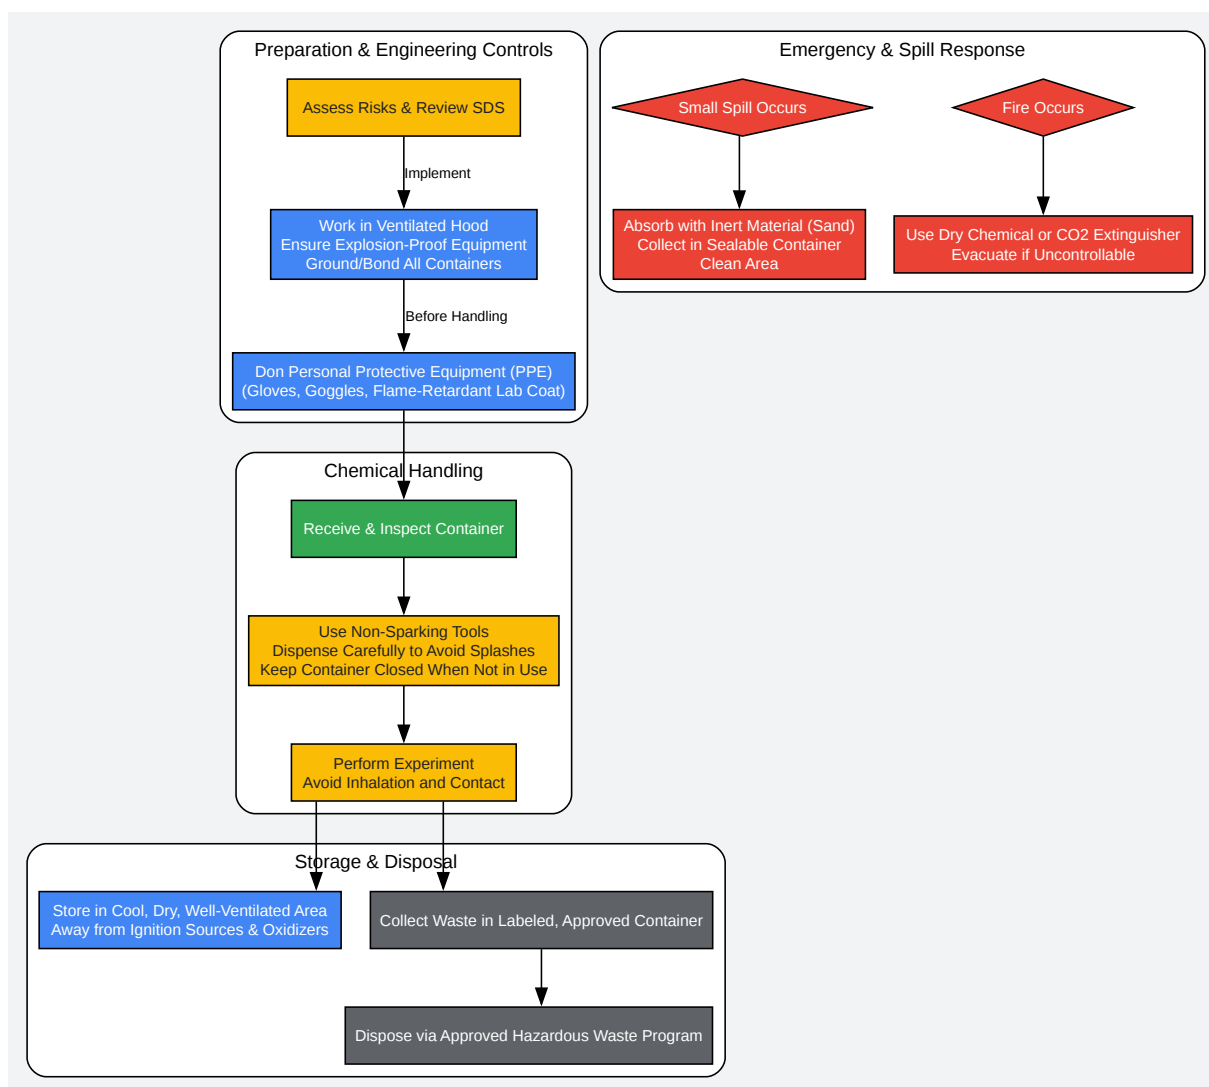 Preparation & Engineering Controls
Assess Risks & Review SDS
Implement
Work in Ventilated Hood
Ensure Explosion-Proof Equipment
Ground/Bond All Containers
Before Handling
Don Personal Protective Equipment (PPE)
(Gloves, Goggles, Flame-Retardant Lab Coat)
Emergency & Spill Response
Small Spill Occurs
Fire Occurs
Absorb with Inert Material (Sand)
Collect in Sealable Container
Clean Area
Use Dry Chemical or CO2 Extinguisher
Evacuate if Uncontrollable
Chemical Handling
Receive & Inspect Container
Use Non-Sparking Tools
Dispense Carefully to Avoid Splashes
Keep Container Closed When Not in Use
Perform Experiment
Avoid Inhalation and Contact
Storage & Disposal
Store in Cool, Dry, Well-Ventilated Area
Away from Ignition Sources & Oxidizers
Collect Waste in Labeled, Approved Container
Dispose via Approved Hazardous Waste Program